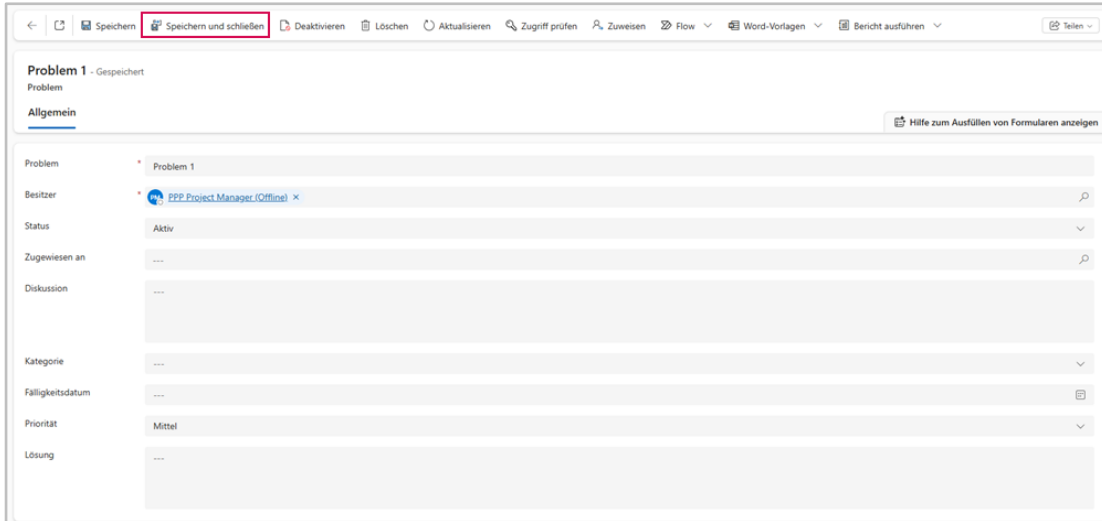 Speichern Speichern und schließen Deaktivieren Löschen Aktualisieren Zugriff prüfen Zuweisen Flow Word-Vorlagen Bericht ausführen Teilen
Problem 1 - Gespeichert
Problem
Allgemein
Hilfe zum Ausfüllen von Formularen anzeigen
Problem * Problem 1
Besitzer * PM PPP Project Manager (Offline) ×
Status Aktiv
Zugewiesen an ---
Diskussion ---
Kategorie ---
Fälligkeitsdatum ---
Priorität Mittel
Lösung ---